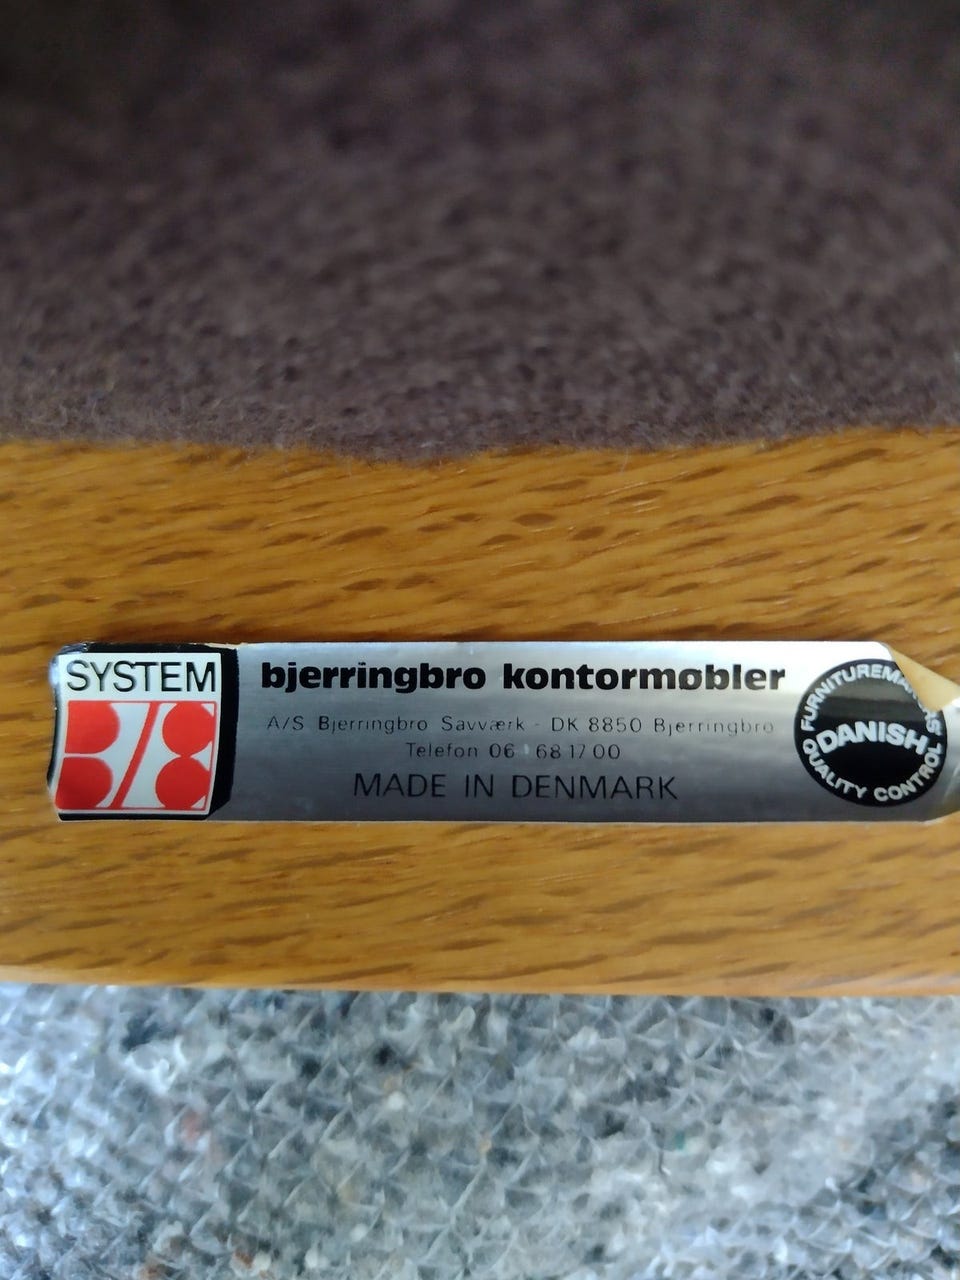 SYSTEM
B/8
bjerringbro kontormøbler
A/S Bjerringbro Savværk - DK 8850 Bjerringbro
Telefon 06 - 68 17 00
MADE IN DENMARK
DANISH
QUALITY CONTROL